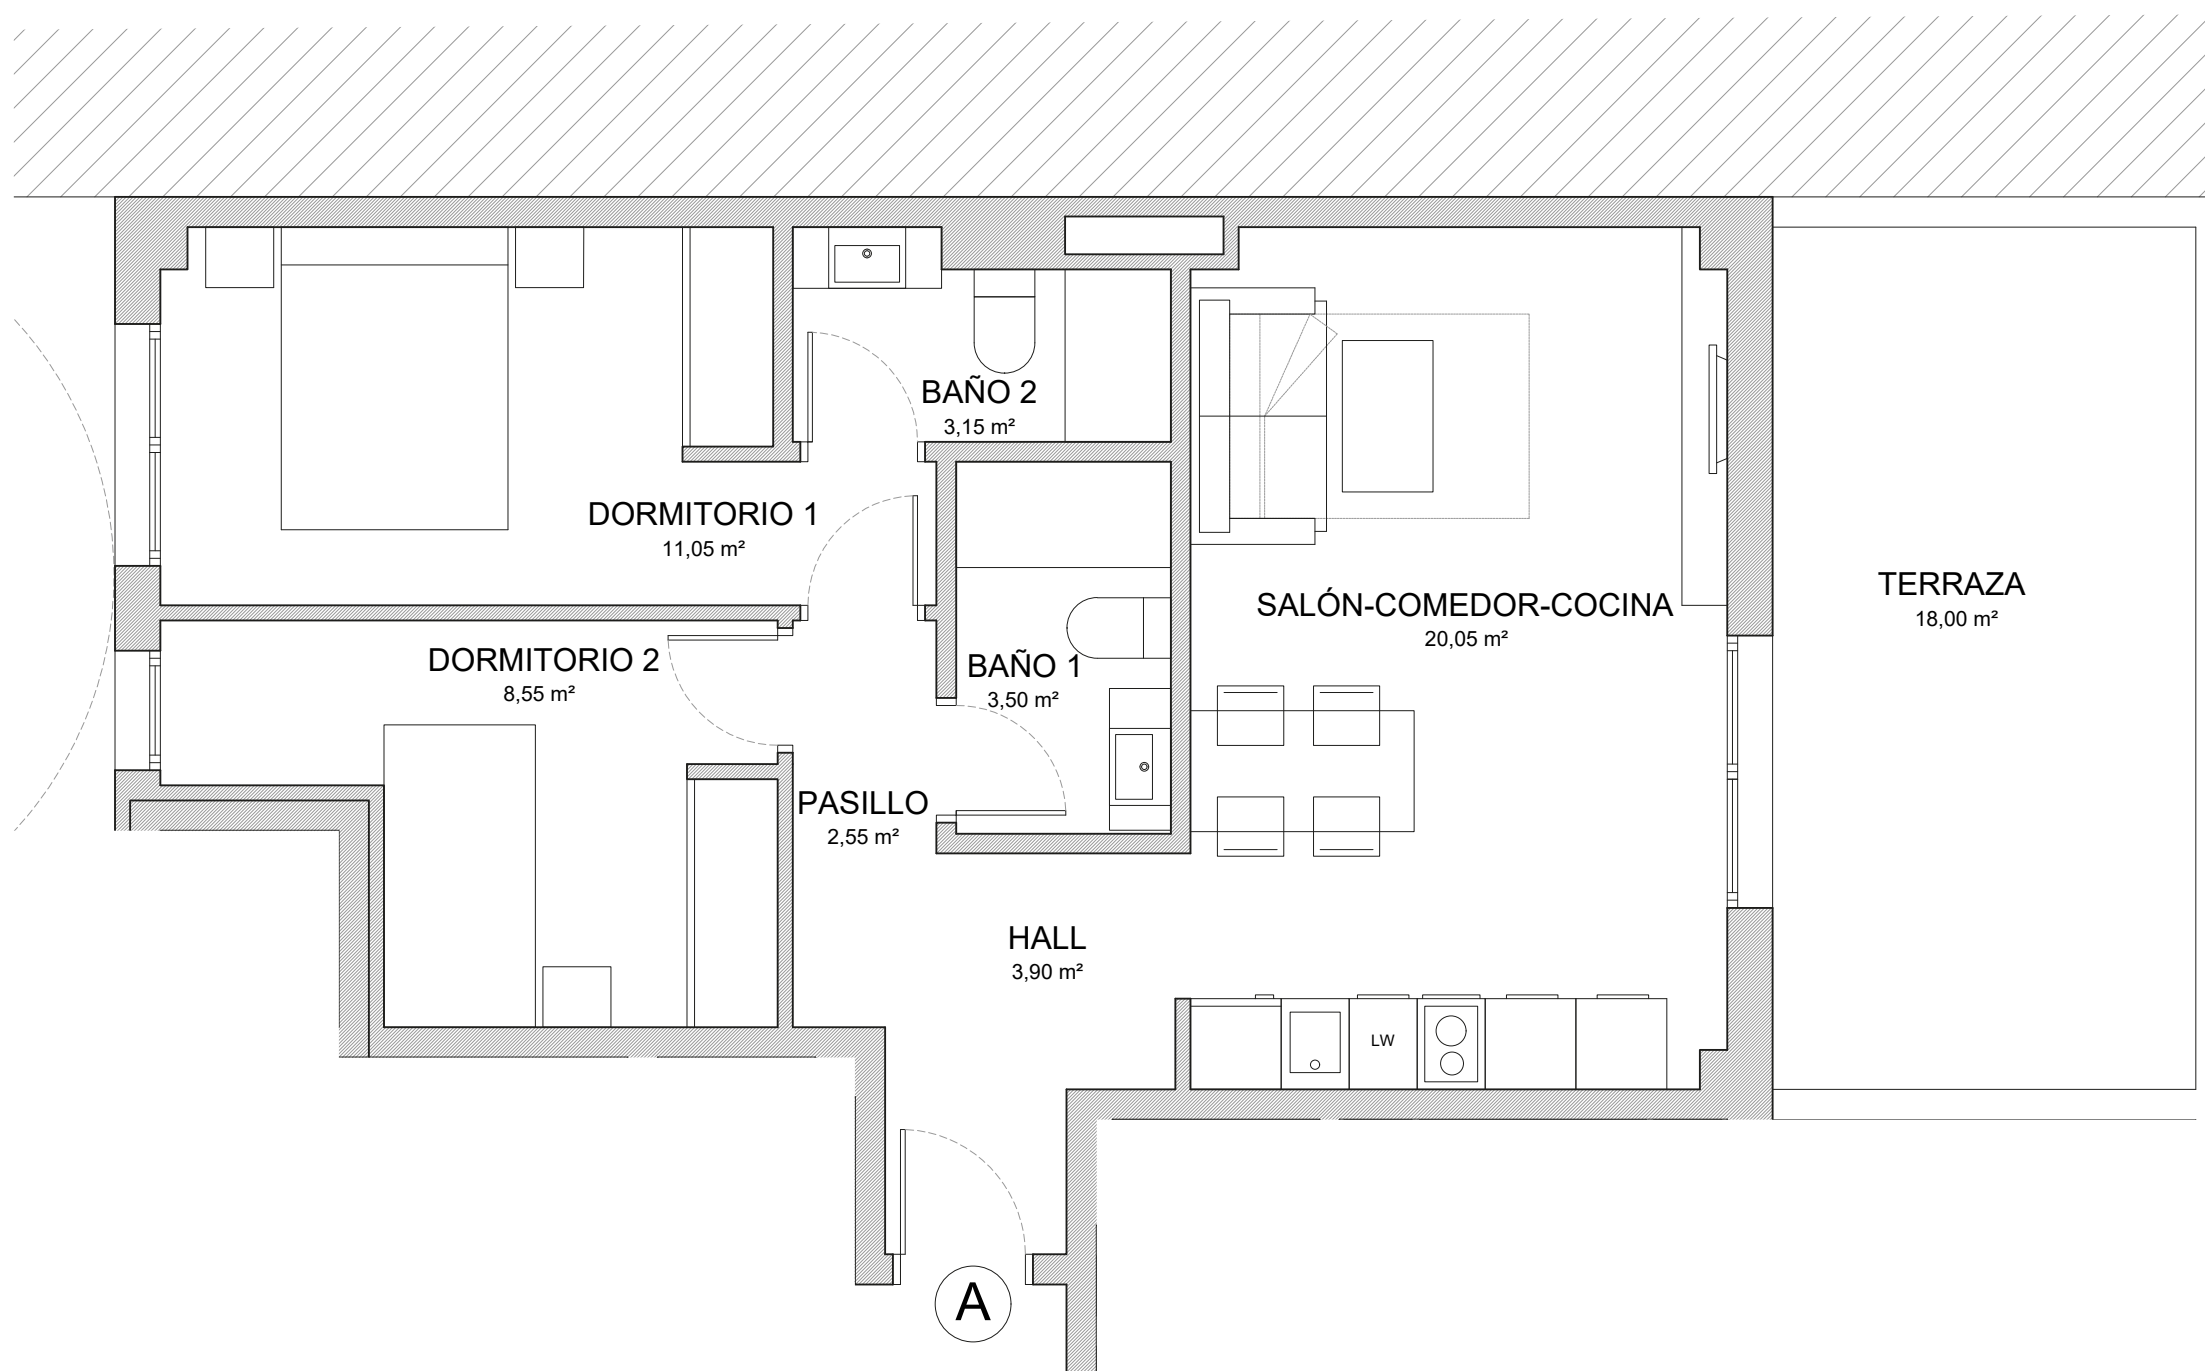 BAÑO 2
3,15 m²
DORMITORIO 1
11,05 m²
SALÓN-COMEDOR-COCINA
20,05 m²
TERRAZA
18,00 m²
DORMITORIO 2
8,55 m²
BAÑO 1
3,50 m²
PASILLO
2,55 m²
HALL
3,90 m²
LW
A